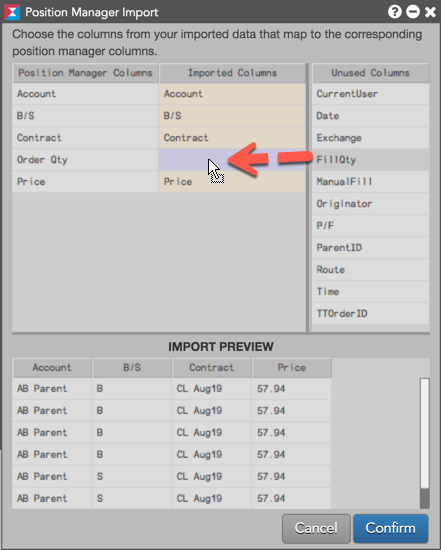 Position Manager Import
Choose the columns from your imported data that map to the corresponding
position manager columns.
Position Manager Columns Imported Columns Unused Columns
Account Account CurrentUser
B/S B/S Date
Contract Contract Exchange
Order Qty FillQty
Price Price ManualFill
Originator
P/F
ParentID
Route
Time
TTOrderID
IMPORT PREVIEW
Account B/S Contract Price
AB Parent B CL Aug19 57.94
AB Parent B CL Aug19 57.94
AB Parent B CL Aug19 57.94
AB Parent B CL Aug19 57.94
AB Parent S CL Aug19 57.94
AB Parent S CL Aug19 57.94
Cancel Confirm